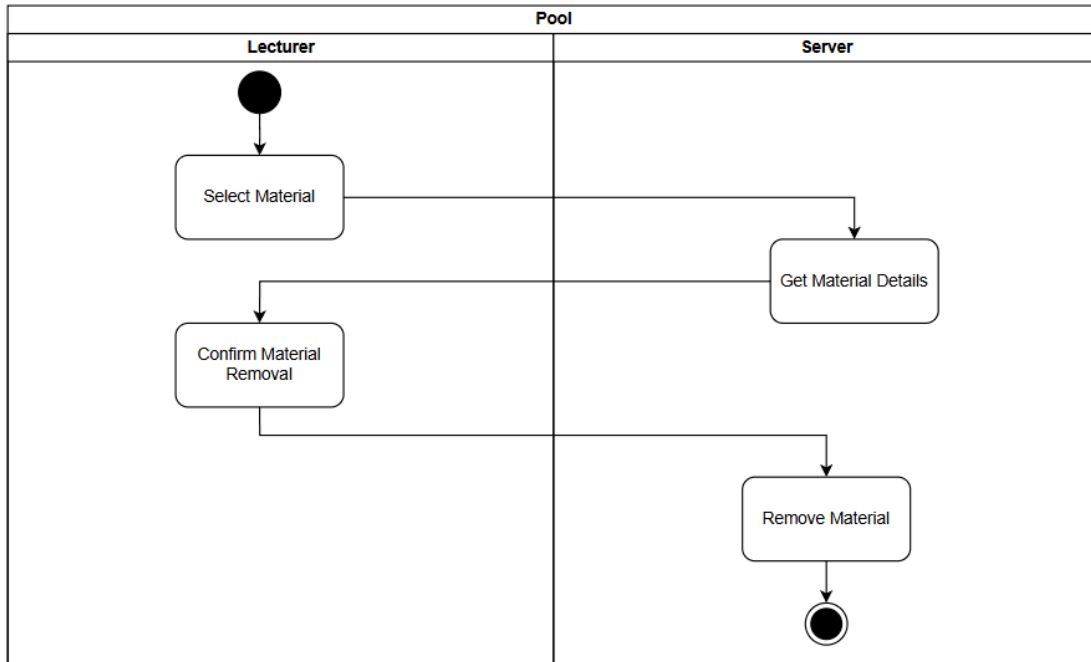 Pool
Lecturer
Server
Select Material
Get Material Details
Confirm Material
Removal
Remove Material